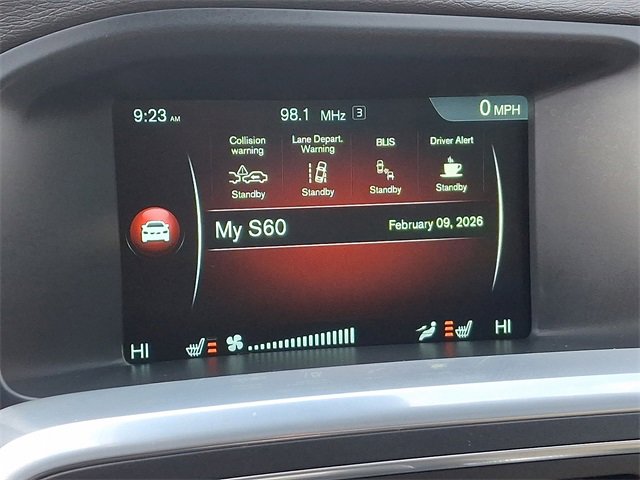 9:23 AM 98.1 MHz 3 0 MPH
Collision warning Standby
Lane Depart. Warning Standby
BLIS Standby
Driver Alert Standby
My S60 February 09, 2026
HI HI